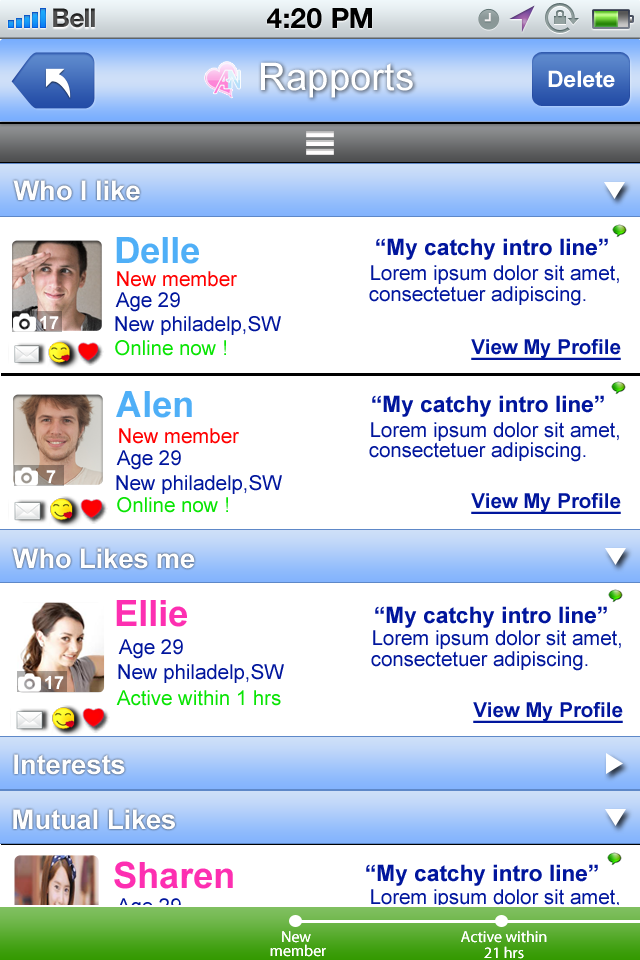 Bell 4:20 PM
Rapports
Delete
Who I like
Delle
New member
Age 29
New philadelp,SW
Online now !
17
“My catchy intro line”
Lorem ipsum dolor sit amet,
consectetuer adipiscing.
View My Profile
Alen
New member
Age 29
New philadelp,SW
Online now !
7
“My catchy intro line”
Lorem ipsum dolor sit amet,
consectetuer adipiscing.
View My Profile
Who Likes me
Ellie
Age 29
New philadelp,SW
Active within 1 hrs
17
“My catchy intro line”
Lorem ipsum dolor sit amet,
consectetuer adipiscing.
View My Profile
Interests
Mutual Likes
Sharen
Age 29
“My catchy intro line”
Lorem ipsum dolor sit amet,
New
member
Active within
21 hrs